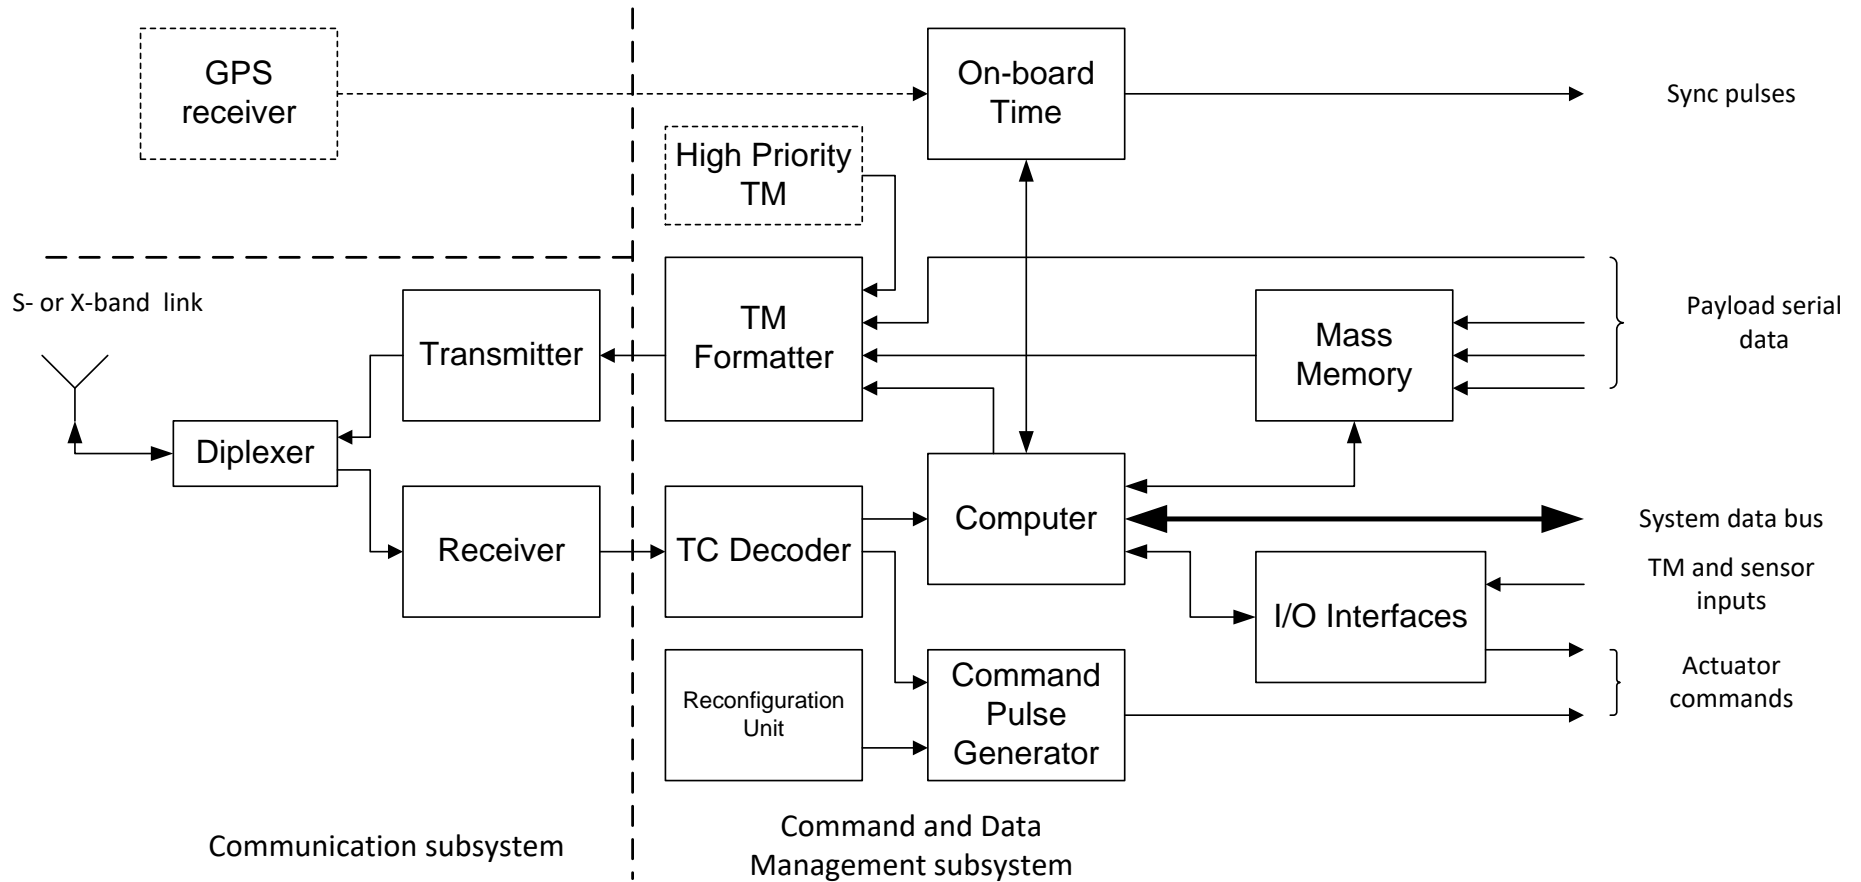 GPS
receiver
On-board
Time
Sync pulses
High Priority
TM
S- or X-band link
Transmitter
TM
Formatter
Mass
Memory
Payload serial
data
Diplexer
Receiver
TC Decoder
Computer
System data bus
I/O Interfaces
TM and sensor
inputs
Reconfiguration
Unit
Command
Pulse
Generator
Actuator
commands
Communication subsystem
Command and Data
Management subsystem